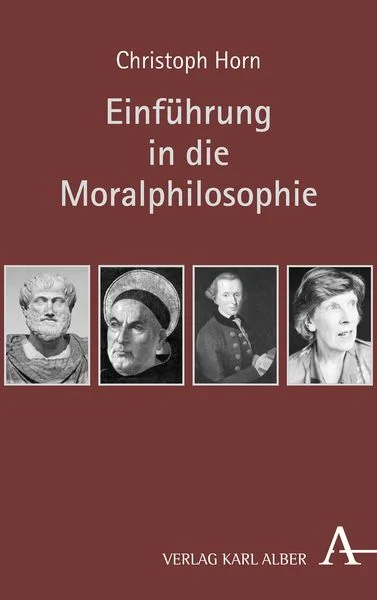 Christoph Horn
Einführung
in die
Moralphilosophie
VERLAG KARL ALBER A